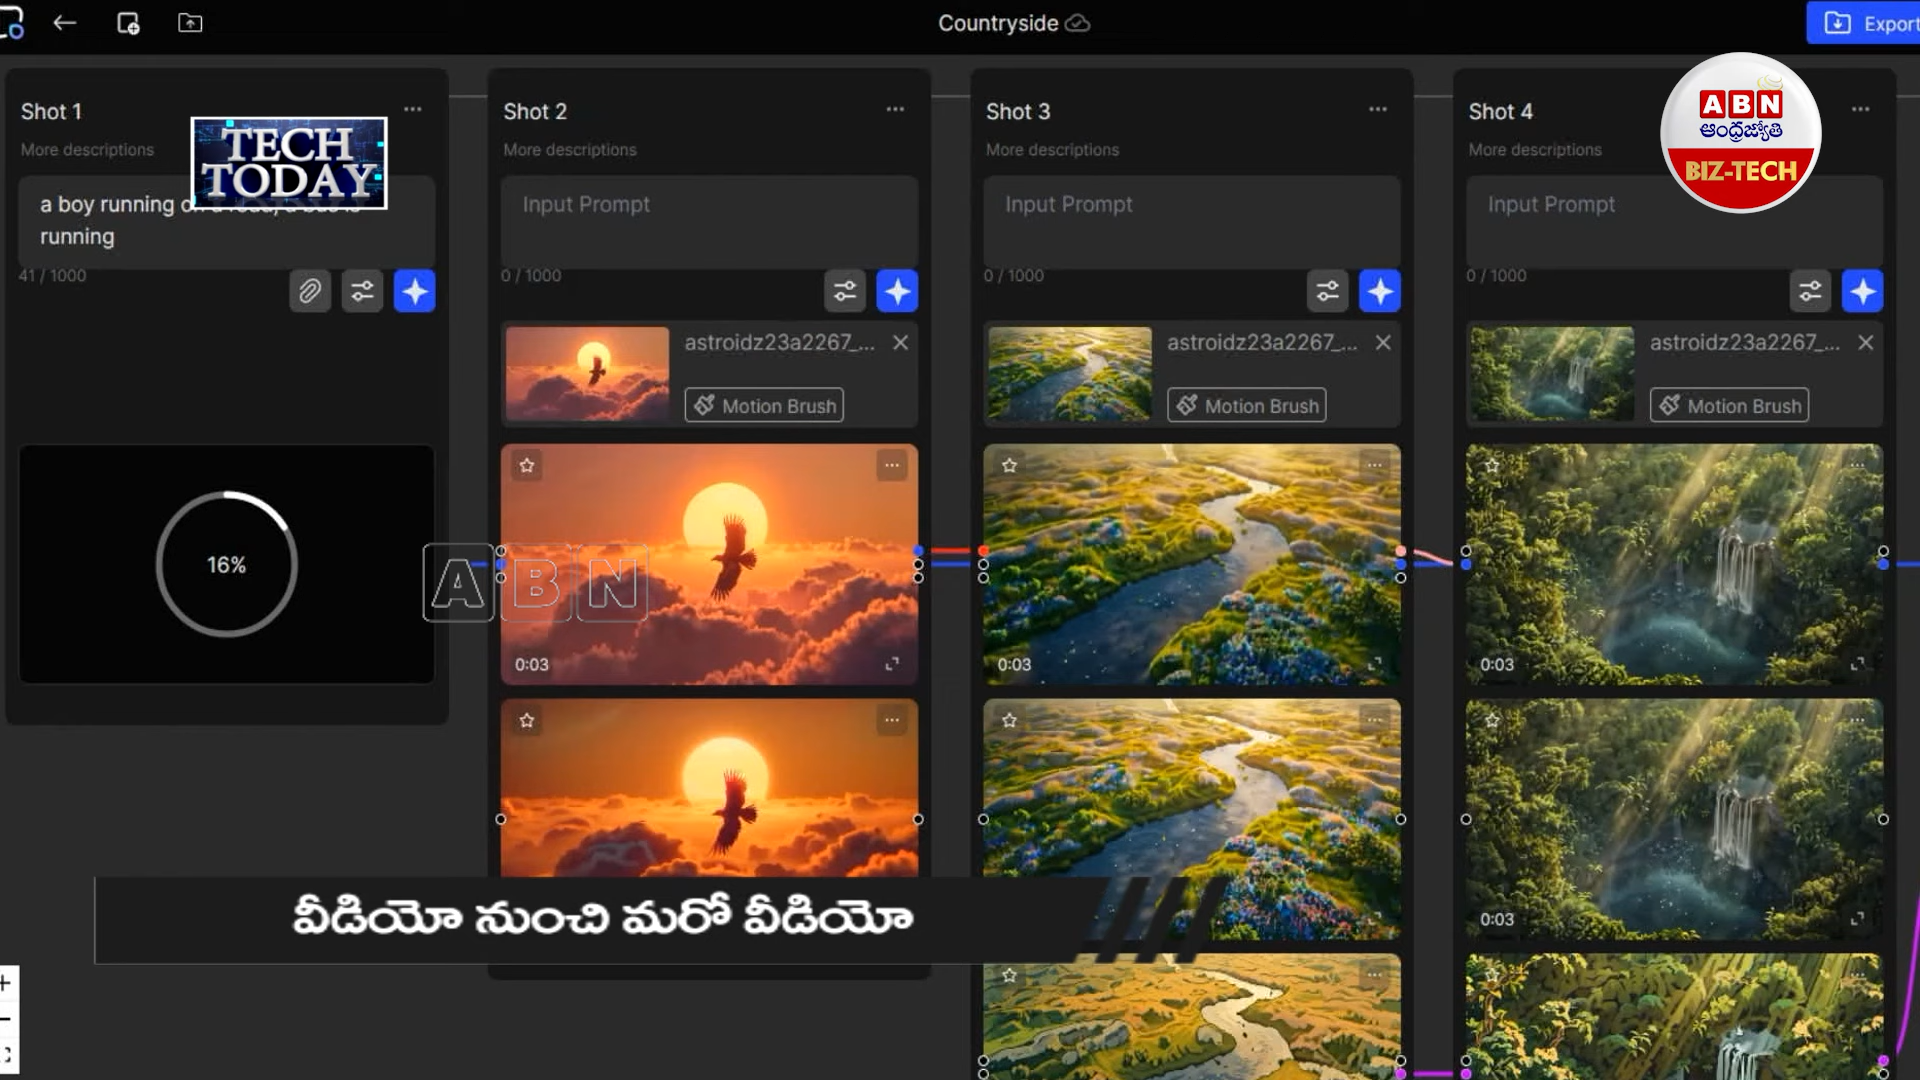 Countryside
Export
Shot 1
More descriptions
a boy running
running
41 / 1000
16%
TECH
TODAY
Shot 2
More descriptions
Input Prompt
0 / 1000
astroidz23a2267_...
Motion Brush
0:03
Shot 3
More descriptions
Input Prompt
0 / 1000
astroidz23a2267_...
Motion Brush
0:03
Shot 4
More descriptions
Input Prompt
0 / 1000
astroidz23a2267_...
Motion Brush
0:03
0:03
ABN
ఆంధ్రజ్యోతి
BIZ-TECH
ABN
వీడియో నుంచి మరో వీడియో